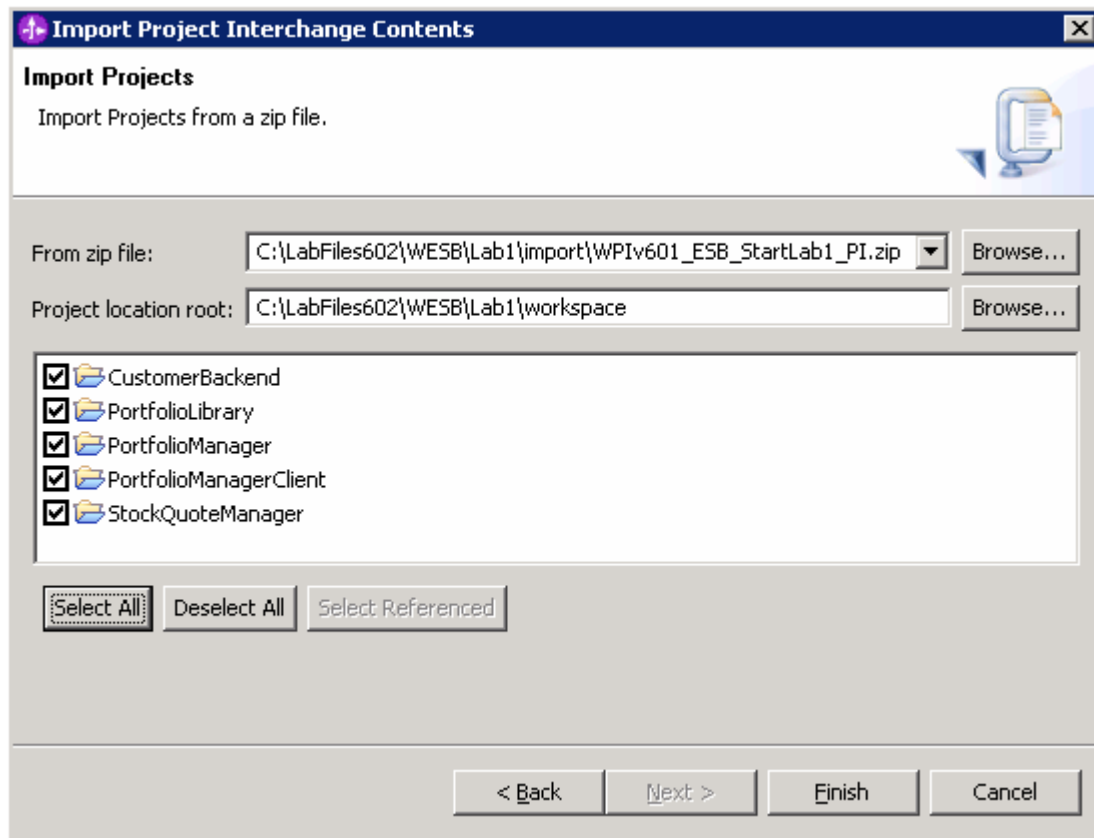 Import Project Interchange Contents
Import Projects
Import Projects from a zip file.
From zip file: C:\LabFiles602\WESB\Lab1\import\WPIv601_ESB_StartLab1_PI.zip Browse...
Project location root: C:\LabFiles602\WESB\Lab1\workspace Browse...
CustomerBackend
PortfolioLibrary
PortfolioManager
PortfolioManagerClient
StockQuoteManager
Select All Deselect All Select Referenced
< Back Next > Finish Cancel